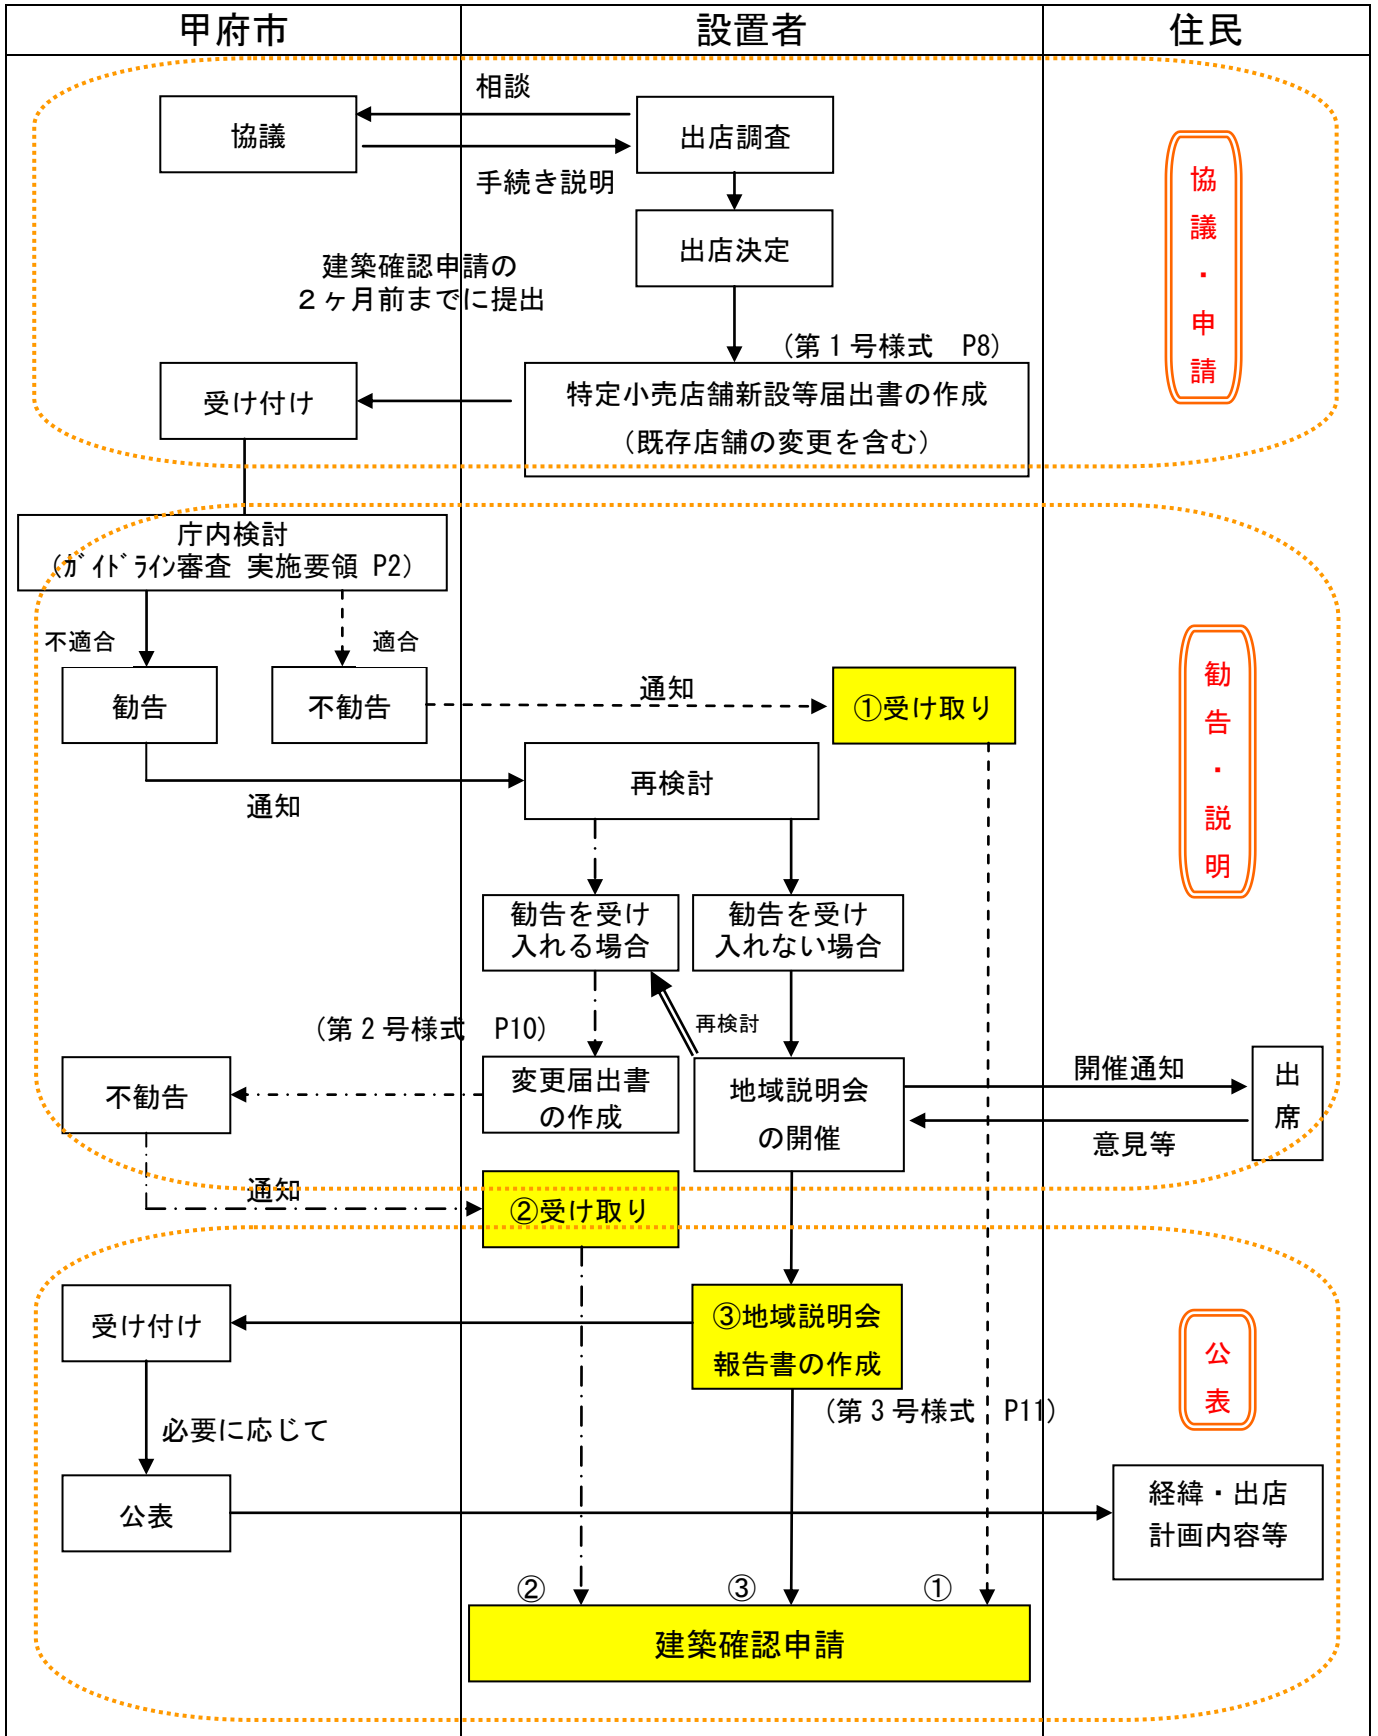 甲府市
設置者
住民
相談
協議
出店調査
手続き説明
出店決定
建築確認申請の
２ヶ月前までに提出
(第１号様式　P8)
受け付け
特定小売店舗新設等届出書の作成
（既存店舗の変更を含む）
協議・申請
庁内検討
(ｶﾞｲﾄﾞﾗｲﾝ審査 実施要領 P2)
不適合
適合
勧告
不勧告
通知
①受け取り
再検討
通知
勧告・説明
勧告を受け
入れる場合
勧告を受け
入れない場合
(第２号様式　P10)
再検討
不勧告
変更届出書
の作成
地域説明会
の開催
開催通知
意見等
出席
通知
②受け取り
受け付け
③地域説明会
報告書の作成
(第３号様式　P11)
公表
必要に応じて
公表
経緯・出店
計画内容等
②
③
①
建築確認申請